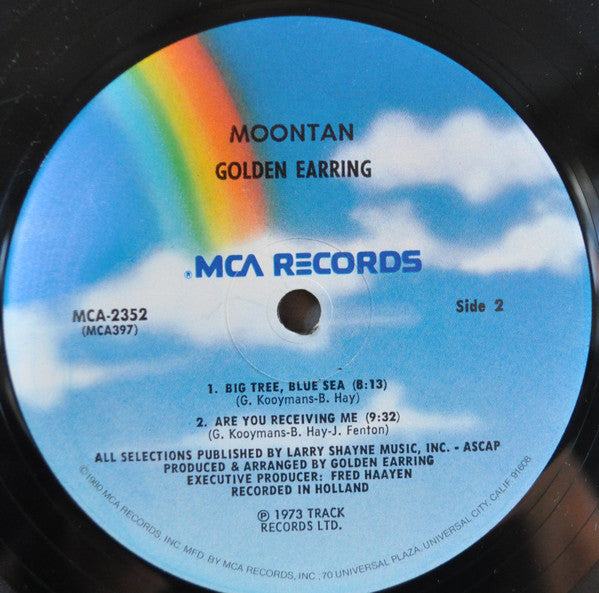 MOONTAN
GOLDEN EARRING
®MCA RECORDS
MCA-2352
(MCA397)
Side 2
1. BIG TREE, BLUE SEA (8:13)
(G. Kooymans-B. Hay)
2. ARE YOU RECEIVING ME (9:32)
(G. Kooymans-B. Hay-J. Fenton)
ALL SELECTIONS PUBLISHED BY LARRY SHAYNE MUSIC, INC. - ASCAP
PRODUCED & ARRANGED BY GOLDEN EARRING
EXECUTIVE PRODUCER: FRED HAAYEN
RECORDED IN HOLLAND
℗ 1973 TRACK
RECORDS LTD.
©1980 MCA RECORDS, INC. MFD. BY MCA RECORDS, INC., 70 UNIVERSAL PLAZA, UNIVERSAL CITY, CALIF. 91608